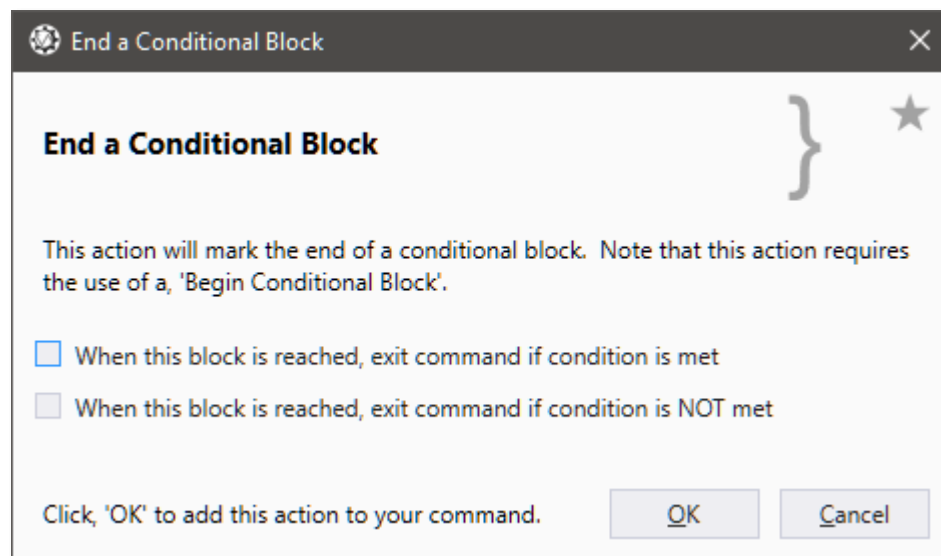 End a Conditional Block
End a Conditional Block
}
This action will mark the end of a conditional block.  Note that this action requires
the use of a, 'Begin Conditional Block'.
When this block is reached, exit command if condition is met
When this block is reached, exit command if condition is NOT met
Click, 'OK' to add this action to your command.
OK
Cancel